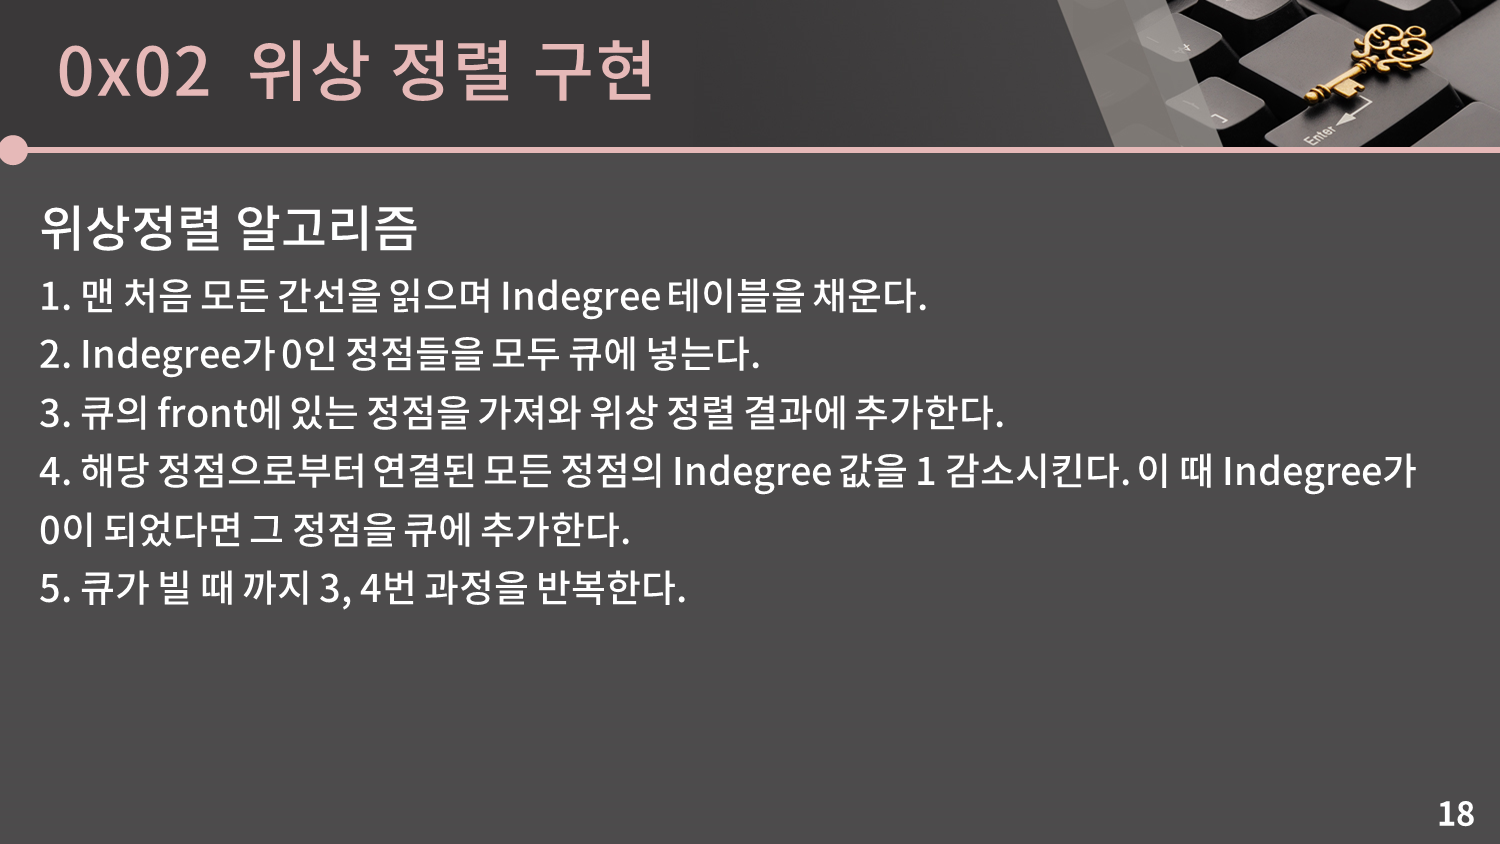 0x02 위상 정렬 구현
Enter
위상정렬 알고리즘
1. 맨 처음 모든 간선을 읽으며 Indegree 테이블을 채운다.
2. Indegree가 0인 정점들을 모두 큐에 넣는다.
3. 큐의 front에 있는 정점을 가져와 위상 정렬 결과에 추가한다.
4. 해당 정점으로부터 연결된 모든 정점의 Indegree 값을 1 감소시킨다. 이 때 Indegree가
0이 되었다면 그 정점을 큐에 추가한다.
5. 큐가 빌 때 까지 3, 4번 과정을 반복한다.
18